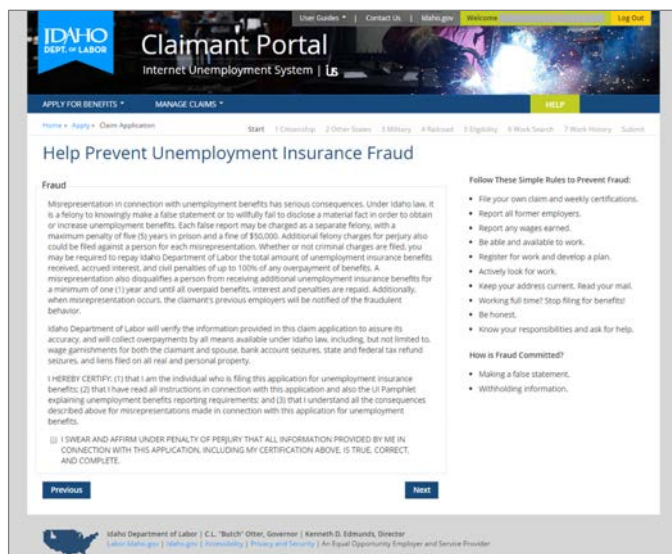 User Guides | Contact Us | Idaho.gov Welcome Log Out
IDAHO
DEPT. OF LABOR
Claimant Portal
Internet Unemployment System | ius
APPLY FOR BENEFITS MANAGE CLAIMS HELP
Home » Apply » Claim Application Start 1 Citizenship 2 Other States 3 Military 4 Railroad 5 Eligibility 6 Work Search 7 Work History Submit
Help Prevent Unemployment Insurance Fraud
Fraud
Misrepresentation in connection with unemployment benefits has serious consequences. Under Idaho law, it
is a felony to knowingly make a false statement or to willfully fail to disclose a material fact in order to obtain
or increase unemployment benefits. Each false report may be charged as a separate felony, with a
maximum penalty of five (5) years in prison and a fine of $50,000. Additional felony charges for perjury also
could be filed against a person for each misrepresentation. Whether or not criminal charges are filed, you
may be required to repay Idaho Department of Labor the total amount of unemployment insurance benefits
received, accrued interest, and civil penalties of up to 100% of any overpayment of benefits. A
misrepresentation also disqualifies a person from receiving additional unemployment insurance benefits for
a minimum of one (1) year and until all overpaid benefits, interest and penalties are repaid. Additionally,
when misrepresentation occurs, the claimant's previous employers will be notified of the fraudulent
behavior.
Idaho Department of Labor will verify the information provided in this claim application to assure its
accuracy, and will collect overpayments by all means available under Idaho law, including, but not limited to,
wage garnishments for both the claimant and spouse, bank account seizures, state and federal tax refund
seizures, and liens filed on all real and personal property.
I HEREBY CERTIFY: (1) that I am the individual who is filing this application for unemployment insurance
benefits; (2) that I have read all instructions in connection with this application and also the UI Pamphlet
explaining unemployment benefits reporting requirements; and (3) that I understand all the consequences
described above for misrepresentations made in connection with this application for unemployment
benefits.
I SWEAR AND AFFIRM UNDER PENALTY OF PERJURY THAT ALL INFORMATION PROVIDED BY ME IN
CONNECTION WITH THIS APPLICATION, INCLUDING MY CERTIFICATION ABOVE, IS TRUE, CORRECT,
AND COMPLETE.
Previous Next
Follow These Simple Rules to Prevent Fraud:
• File your own claim and weekly certifications.
• Report all former employers.
• Report any wages earned.
• Be able and available to work.
• Register for work and develop a plan.
• Actively look for work.
• Keep your address current. Read your mail.
• Working full time? Stop filing for benefits!
• Be honest.
• Know your responsibilities and ask for help.
How is Fraud Committed?
• Making a false statement.
• Withholding information.
Idaho Department of Labor | C.L. "Butch" Otter, Governor | Kenneth D. Edmunds, Director
Labor.Idaho.gov | Idaho.gov | Accessibility | Privacy and Security | An Equal Opportunity Employer and Service Provider